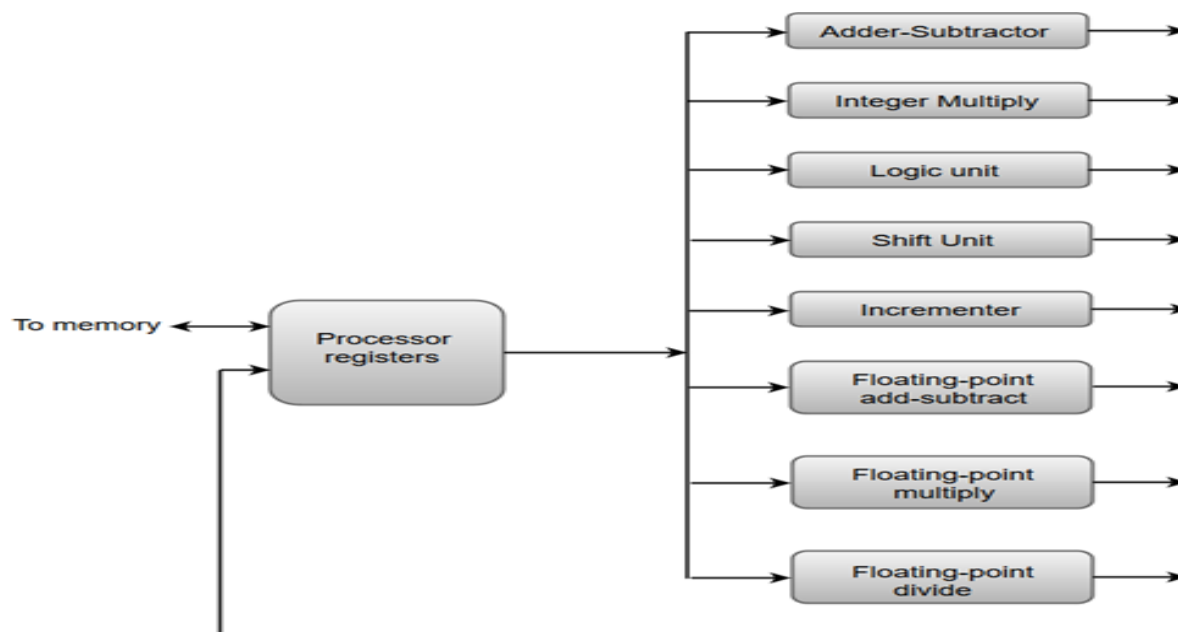 Adder-Subtractor
Integer Multiply
Logic unit
Shift Unit
Incrementer
To memory
Processor
registers
Floating-point
add-subtract
Floating-point
multiply
Floating-point
divide